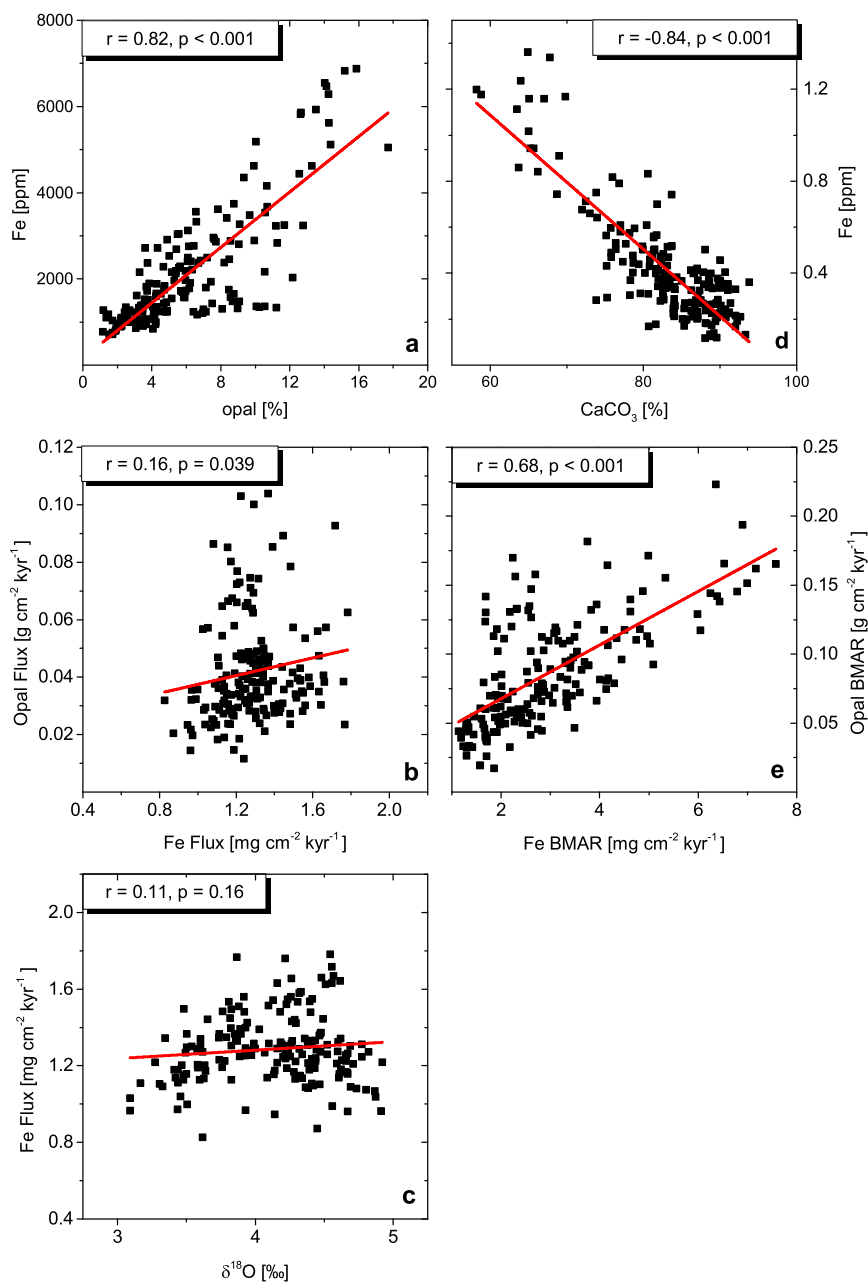 r = 0.82, p < 0.001
8000
6000
4000
2000
Fe [ppm]
a
0
4
8
12
16
20
opal [%]
r = -0.84, p < 0.001
1.2
0.8
0.4
Fe [ppm]
d
60
80
100
CaCO₃ [%]
r = 0.16, p = 0.039
0.12
0.10
0.08
0.06
0.04
0.02
Opal Flux [g cm⁻² kyr⁻¹]
b
0.4
0.8
1.2
1.6
2.0
Fe Flux [mg cm⁻² kyr⁻¹]
r = 0.68, p < 0.001
0.25
0.20
0.15
0.10
0.05
Opal BMAR [g cm⁻² kyr⁻¹]
e
2
4
6
8
Fe BMAR [mg cm⁻² kyr⁻¹]
r = 0.11, p = 0.16
2.0
1.6
1.2
0.8
0.4
Fe Flux [mg cm⁻² kyr⁻¹]
c
3
4
5
δ¹⁸O [‰]